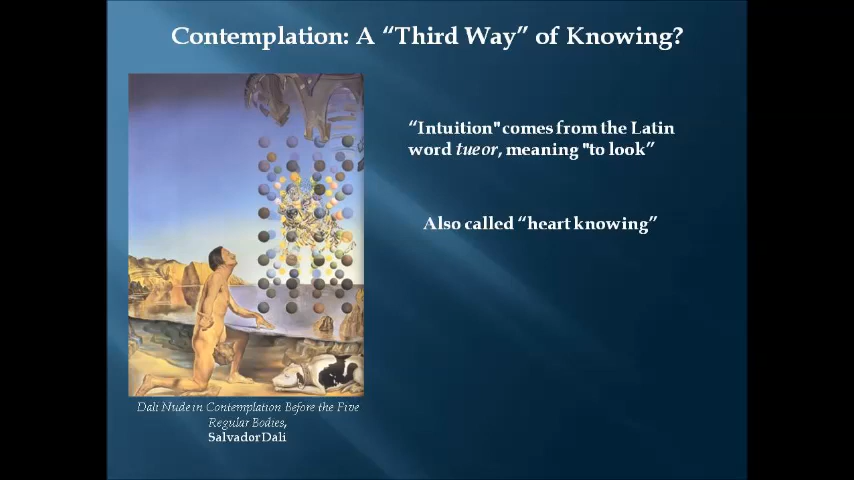 Contemplation: A “Third Way” of Knowing?
“Intuition" comes from the Latin
word tueor, meaning "to look”
Also called “heart knowing”
Dali Nude in Contemplation Before the Five
Regular Bodies,
Salvador Dali